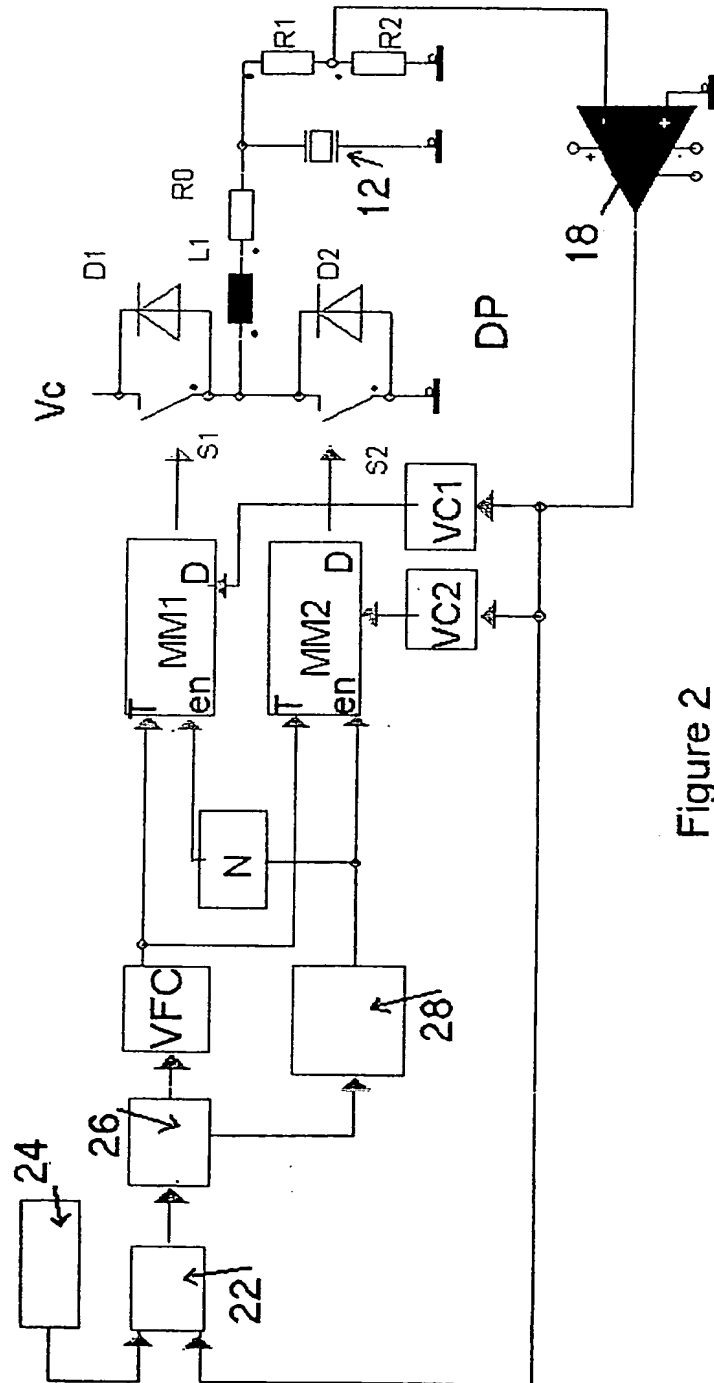 24
22
26
VFC
28
N
T
MM1
en
D
T
MM2
en
D
VC2
VC1
S1
S2
Vc
D1
D2
L1
R0
12
R1
R2
DP
18
+
-
+
-
Figure 2